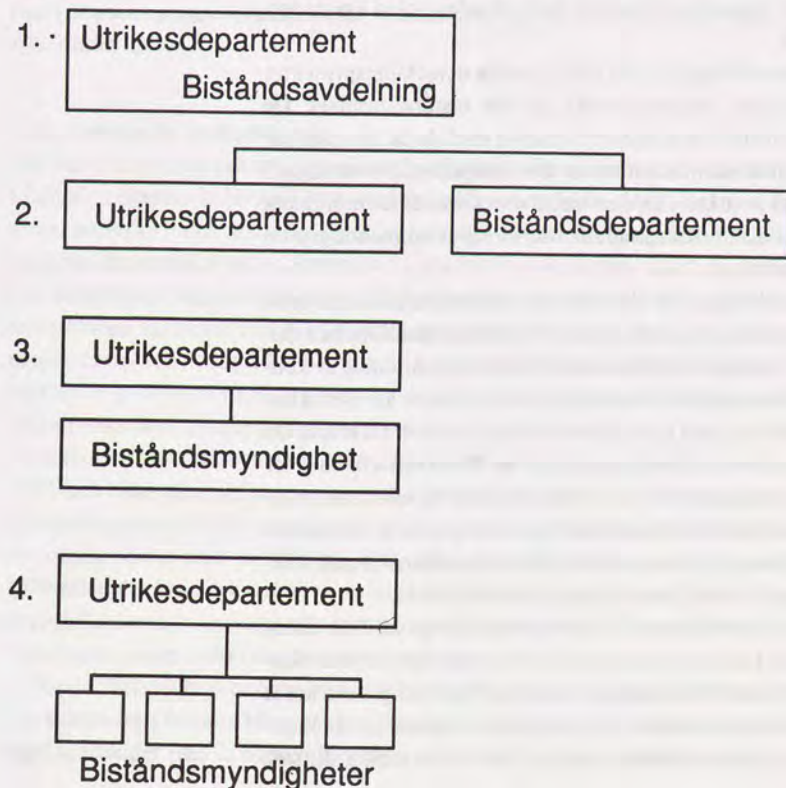 1. Utrikesdepartement
Biståndsavdelning
2. Utrikesdepartement Biståndsdepartement
3. Utrikesdepartement
Biståndsmyndighet
4. Utrikesdepartement
Biståndsmyndigheter